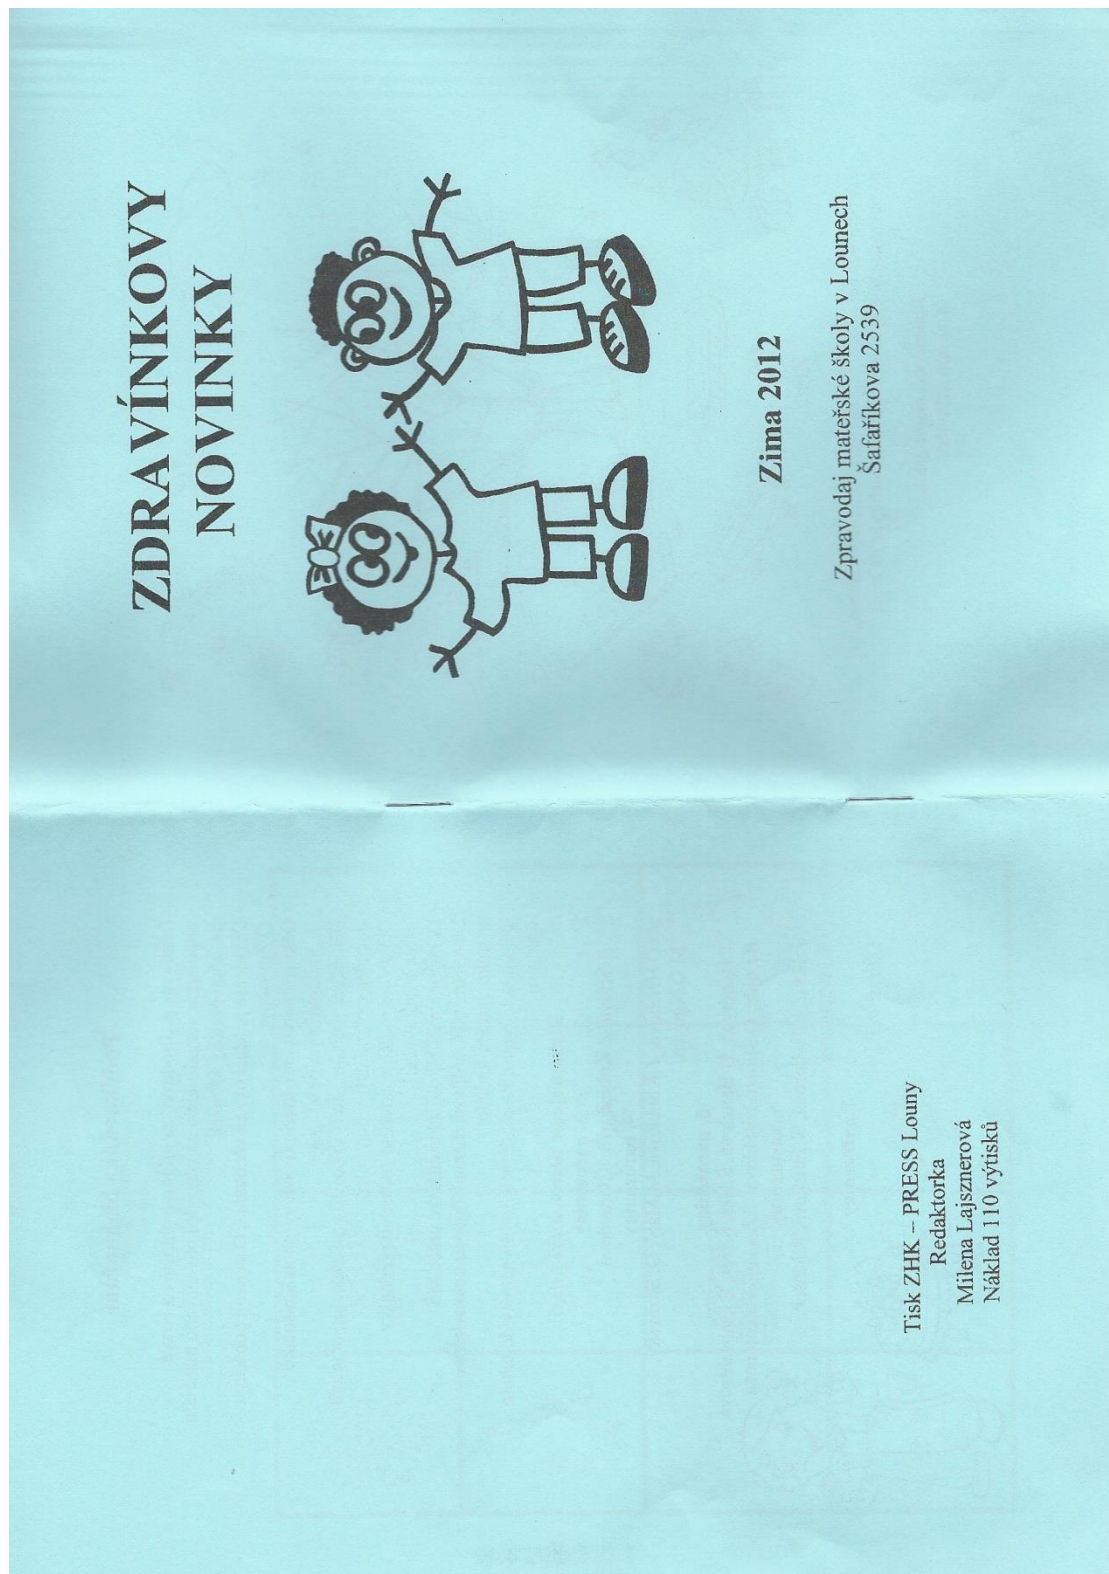 ZDRAVÍNKOVY
NOVINKY
Zima 2012
Zpravodaj mateřské školy v Lounech
Šafaříkova 2539
Tisk ZHK – PRESS Louny
Redaktorka
Milena Lajsznerová
Náklad 110 výtisků